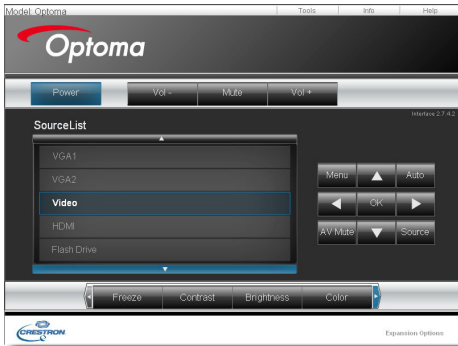 Model: Optoma
Tools Info Help
Optoma
Power Vol - Mute Vol +
Interface 2.7.4.2
SourceList
VGA1
VGA2
Video
HDMI
Flash Drive
Menu Auto
OK
AV Mute Source
Freeze Contrast Brightness Color
CRESTRON
Expansion Options